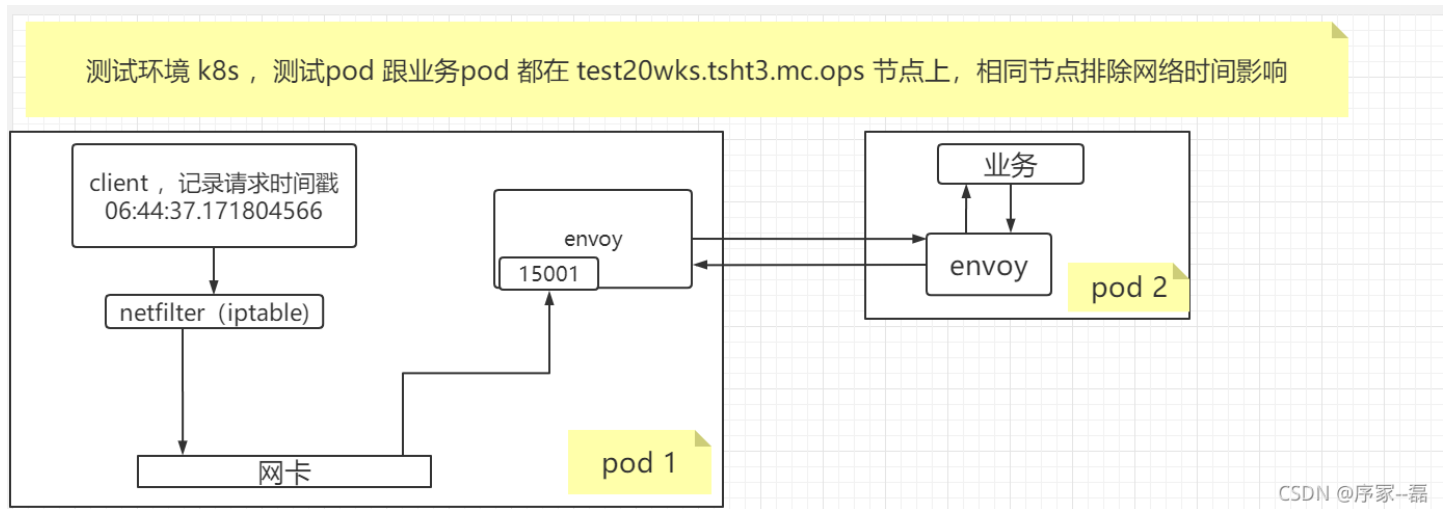 测试环境 k8s ，测试pod 跟业务pod 都在 test20wks.tsht3.mc.ops 节点上，相同节点排除网络时间影响
client ，记录请求时间戳
06:44:37.171804566
netfilter（iptable)
网卡
envoy
15001
pod 1
业务
envoy
pod 2
CSDN @序冢--磊